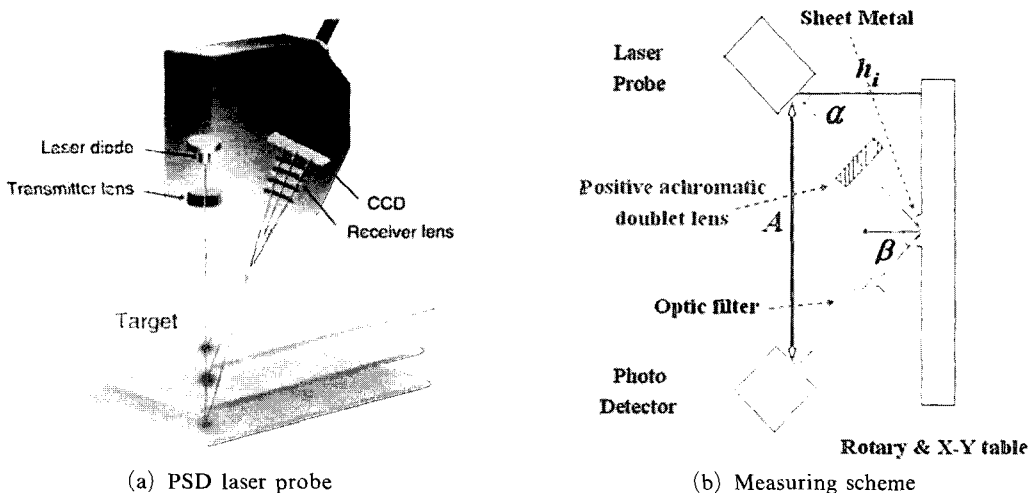 Laser diode
Transmitter lens
CCD
Receiver lens
Target
(a) PSD laser probe
Sheet Metal
Laser
Probe
h_i
α
Positive achromatic
doublet lens
A
β
Optic filter
Photo
Detector
Rotary & X-Y table
(b) Measuring scheme